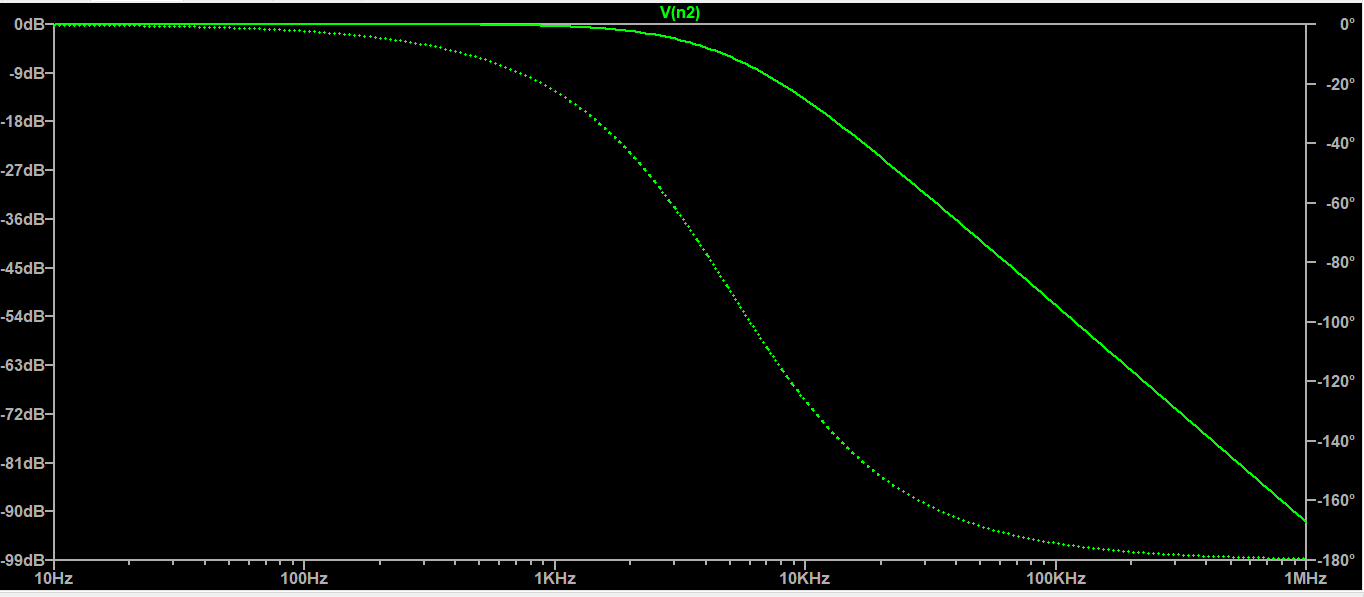 V(n2)
0dB
-9dB
-18dB
-27dB
-36dB
-45dB
-54dB
-63dB
-72dB
-81dB
-90dB
-99dB
0°
-20°
-40°
-60°
-80°
-100°
-120°
-140°
-160°
-180°
10Hz 100Hz 1KHz 10KHz 100KHz 1MHz